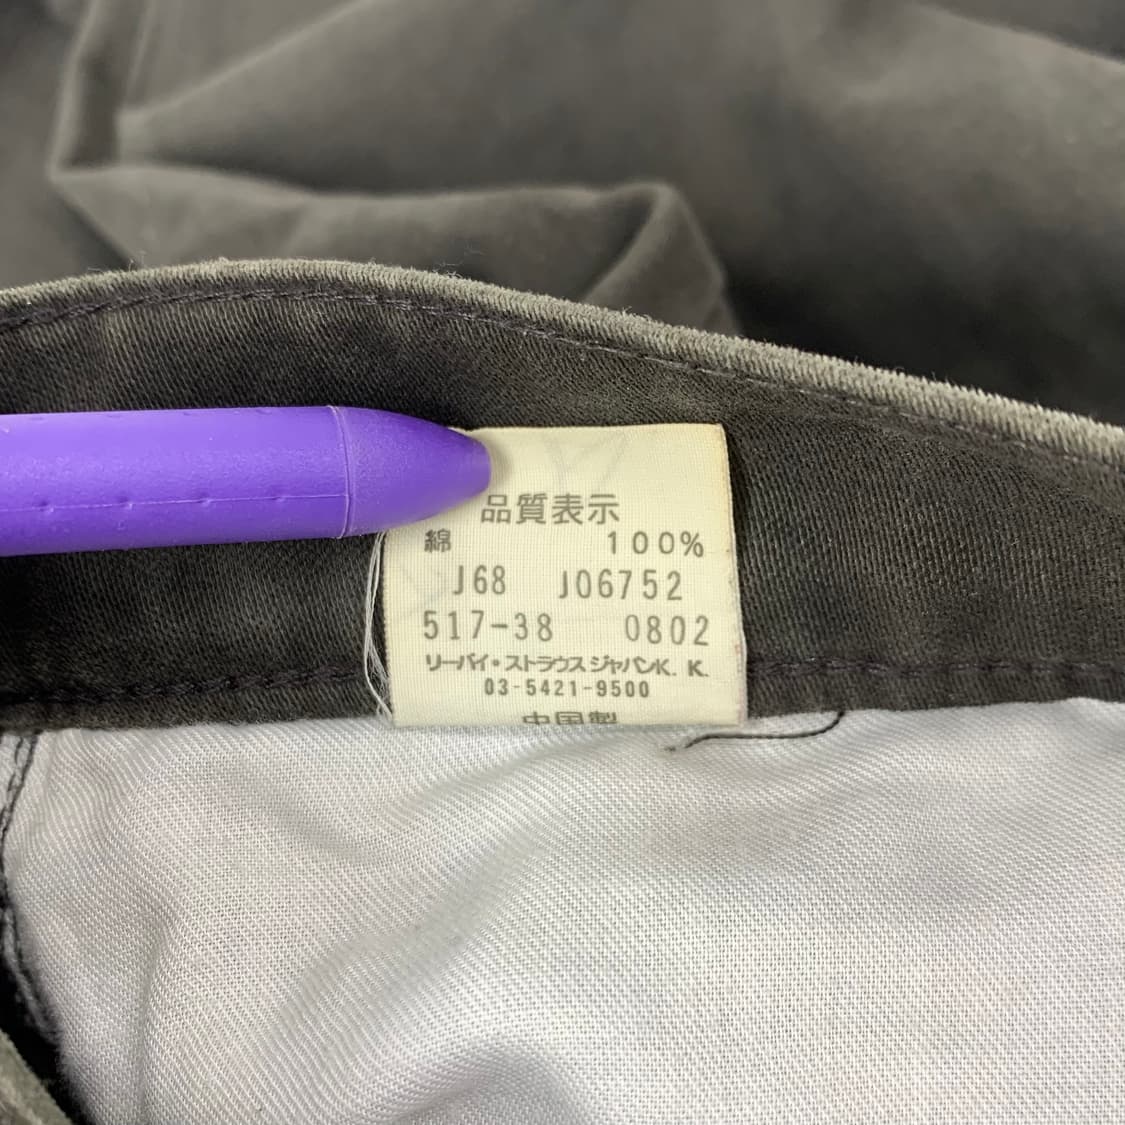 品質表示
綿 100%
J68 J06752
517-38 0802
リーバイ・ストラウスジャパンK.K.
03-5421-9500
中国製